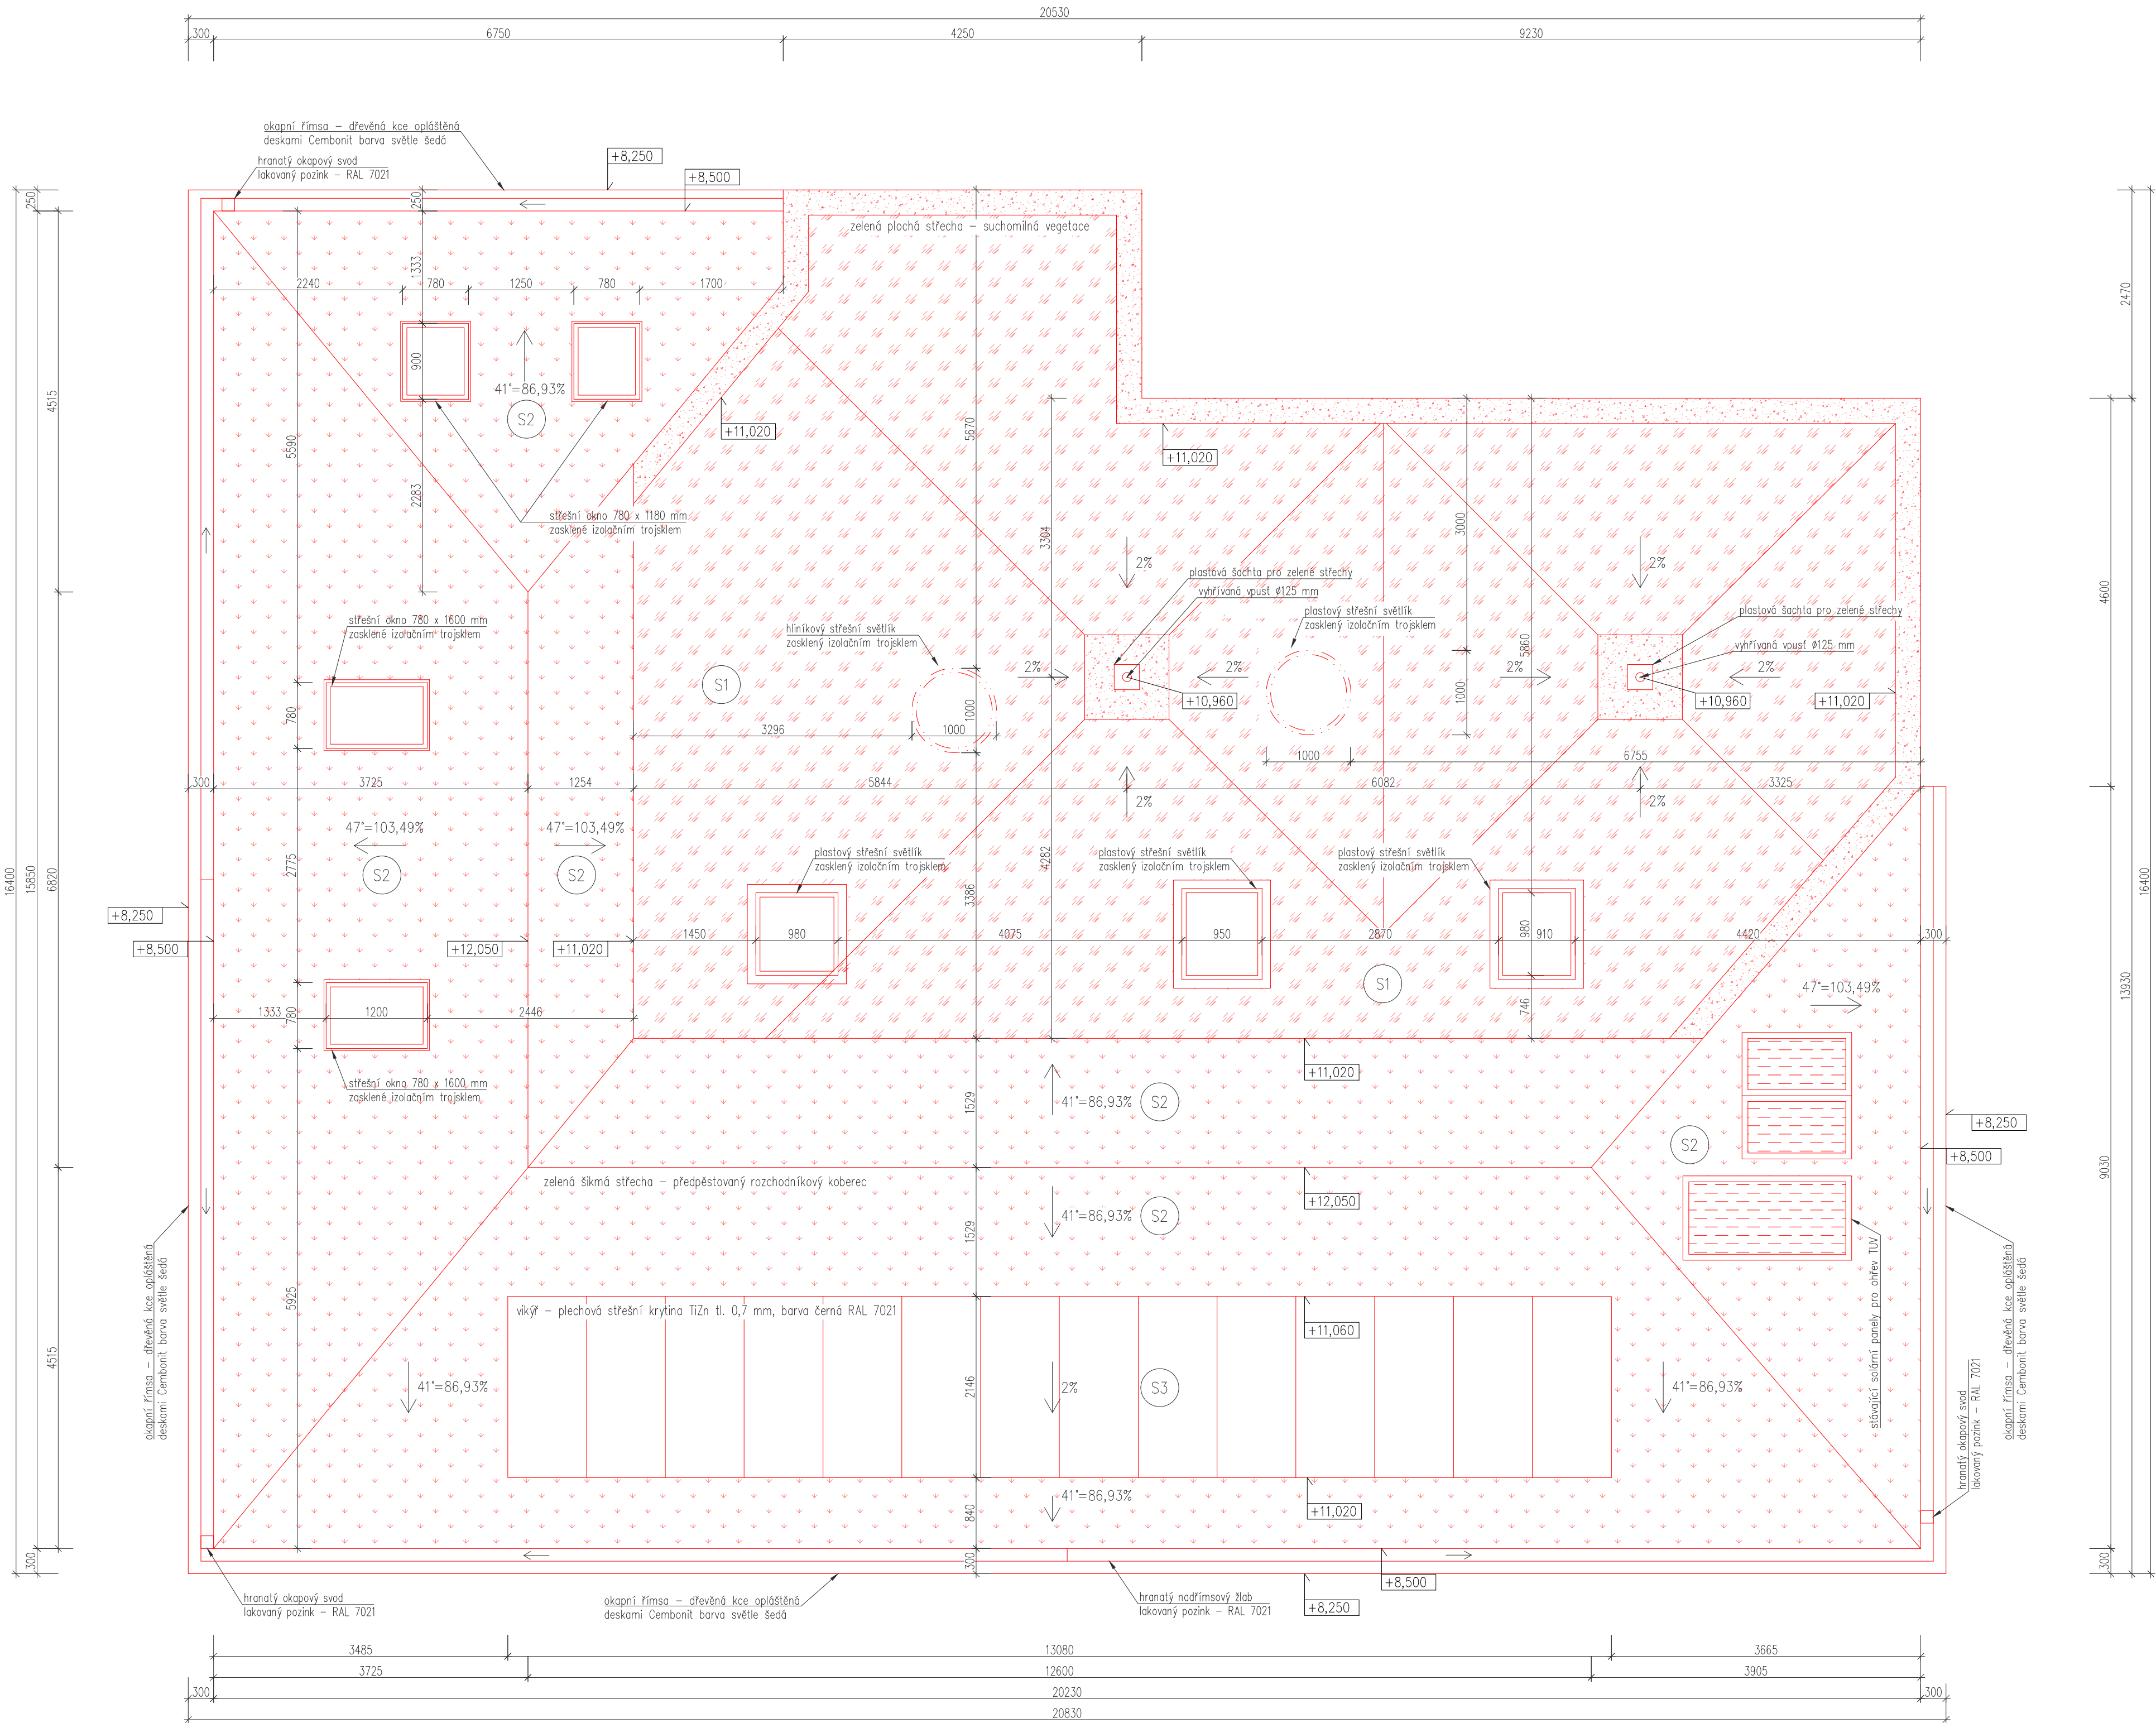 20530
300
6750
4250
9230
okapní římsa – dřevěná kce opláštěná
deskami Cembonit barva světle šedá
hranatý okapový svod
lakovaný pozink – RAL 7021
+8,250
+8,500
250
250
zelená plochá střecha – suchomilná vegetace
1333
2240
780
1250
780
1700
2470
900
41°=86,93%
S2
4515
5590
+11,020
5670
+11,020
2283
střešní okno 780 x 1180 mm
zasklené izolačním trojsklem
3304
3000
2%
2%
plastová šachta pro zelené střechy
vyhřívaná vpusť Ø125 mm
4600
střešní okno 780 x 1600 mm
zasklené izolačním trojsklem
hliníkový střešní světlík
zasklený izolačním trojsklem
plastový střešní světlík
zasklený izolačním trojsklem
plastová šachta pro zelené střechy
vyhřívaná vpusť Ø125 mm
5860
S1
2%
2%
2%
2%
+10,960
+10,960
+11,020
780
1000
1000
3296
1000
1000
6755
300
3725
1254
5844
6082
3325
2%
2%
47°=103,49%
S2
47°=103,49%
S2
plastový střešní světlík
zasklený izolačním trojsklem
plastový střešní světlík
zasklený izolačním trojsklem
plastový střešní světlík
zasklený izolačním trojsklem
16400
15850
6820
2775
4282
3386
16400
+8,250
+8,500
+12,050
+11,020
1450
980
4075
950
2870
980
910
4420
300
S1
47°=103,49%
13930
1333
780
1200
2446
746
střešní okno 780 x 1600 mm
zasklené izolačním trojsklem
+11,020
1529
41°=86,93%
S2
S2
+8,250
+8,500
9030
zelená šikmá střecha – předpěstovaný rozchodníkový koberec
+12,050
1529
41°=86,93%
S2
okapní římsa – dřevěná kce opláštěná
deskami Cembonit barva světle šedá
5925
vikýř – plechová střešní krytina TiZn tl. 0,7 mm, barva černá RAL 7021
+11,060
stávající solární panely pro ohřev TUV
okapní římsa – dřevěná kce opláštěná
deskami Cembonit barva světle šedá
4515
41°=86,93%
2146
2%
S3
41°=86,93%
hranatý okapový svod
lakovaný pozink – RAL 7021
840
41°=86,93%
+11,020
300
300
300
+8,500
hranatý okapový svod
lakovaný pozink – RAL 7021
okapní římsa – dřevěná kce opláštěná
deskami Cembonit barva světle šedá
hranatý nadřímsový žlab
lakovaný pozink – RAL 7021
+8,250
3485
13080
3665
3725
12600
3905
300
20230
300
20830